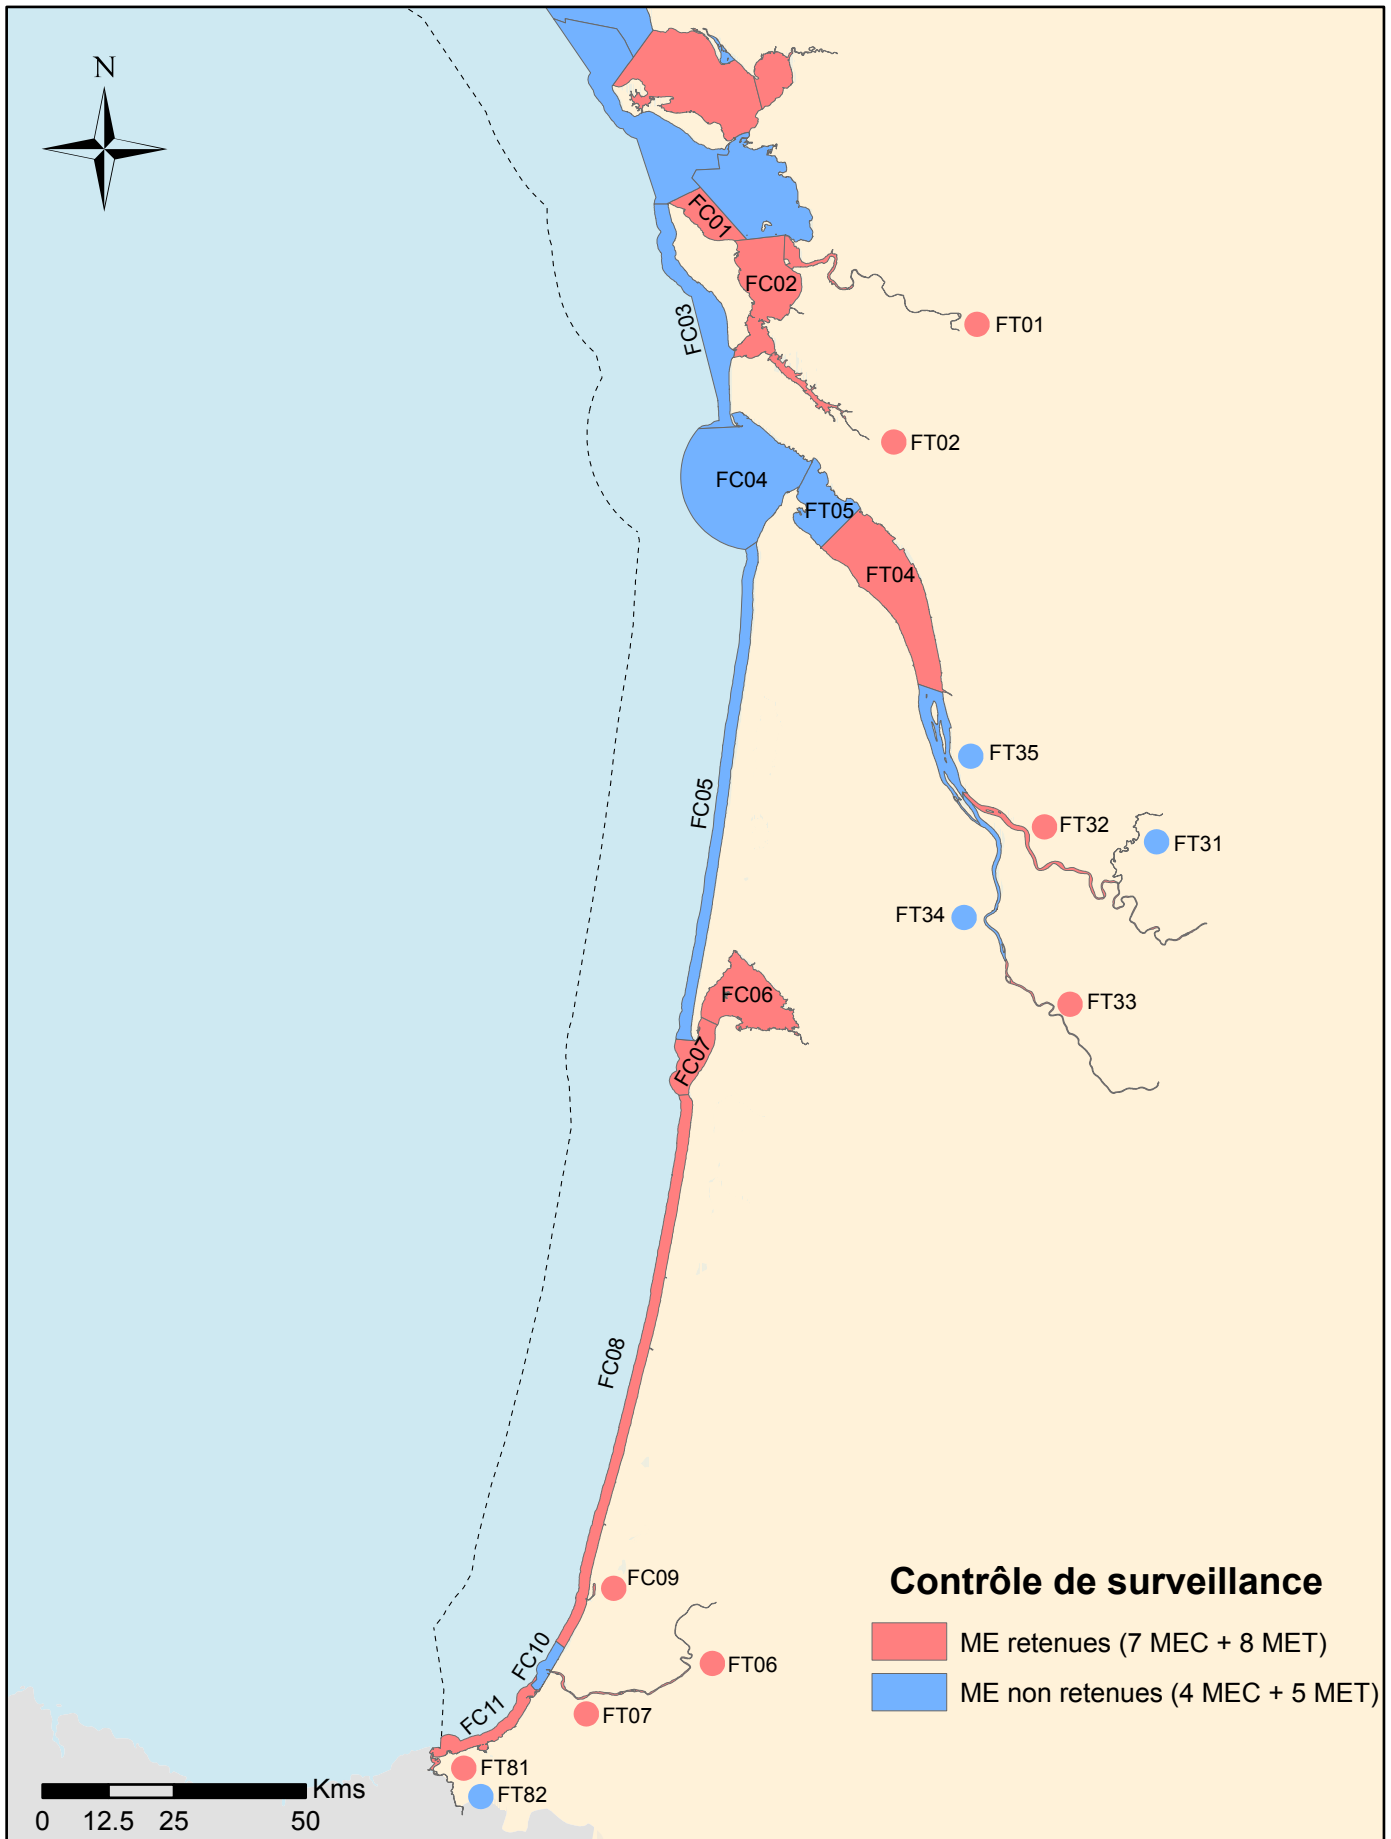 N
FC01
FC02
FT01
FC03
FT02
FC04
FT05
FT04
FT35
FC05
FT32
FT31
FT34
FC06
FT33
FC07
FC08
FC09
Contrôle de surveillance
FC10
ME retenues (7 MEC + 8 MET)
FT06
ME non retenues (4 MEC + 5 MET)
FC11
FT07
FT81
Kms
FT82
0 12.5 25 50